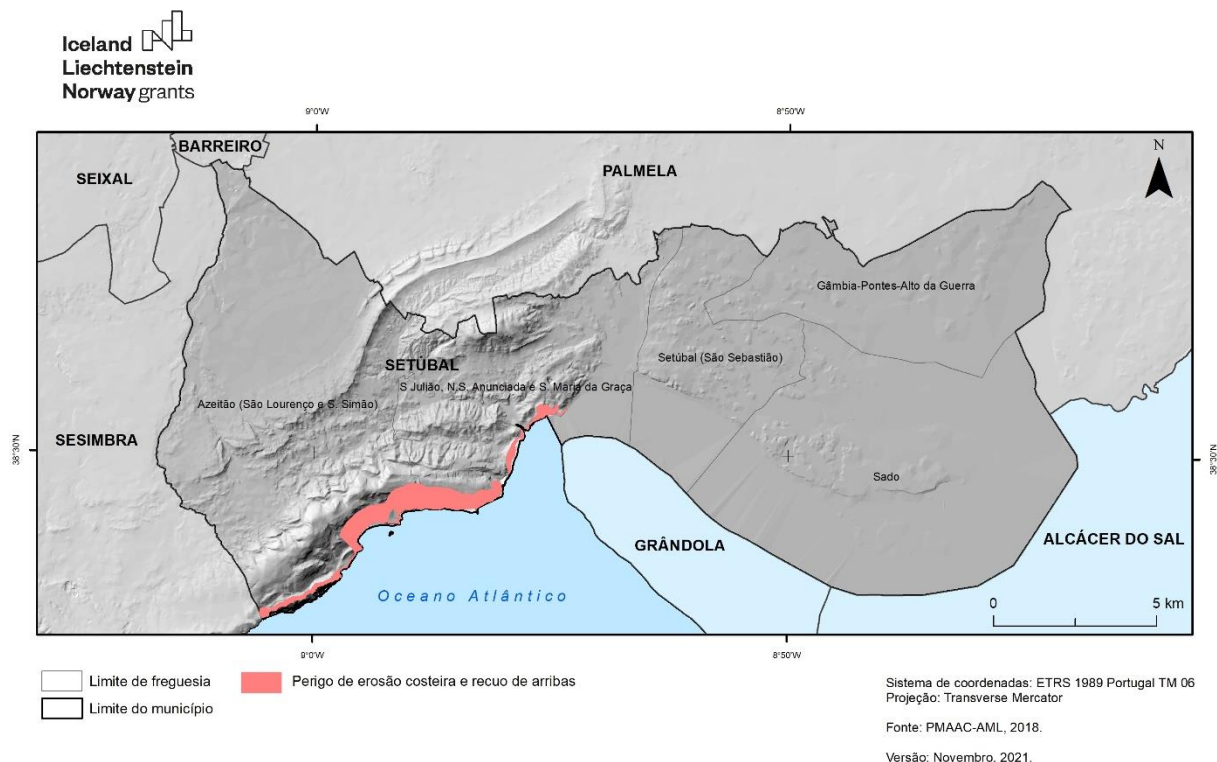 Iceland
Liechtenstein
Norway grants
9°0'W
8°50'W
BARREIRO
SEIXAL
PALMELA
N
Gâmbia-Pontes-Alto da Guerra
SETÚBAL
Setúbal (São Sebastião)
S Julião, N.S. Anunciada e S. Maria da Graça
Azeitão (São Lourenço e S. Simão)
SESIMBRA
38°30'N
38°30'N
Sado
GRÂNDOLA
ALCÁCER DO SAL
Oceano Atlântico
0 5 km
9°0'W
8°50'W
Limite de freguesia
Perigo de erosão costeira e recuo de arribas
Limite do município
Sistema de coordenadas: ETRS 1989 Portugal TM 06
Projeção: Transverse Mercator
Fonte: PMAAC-AML, 2018.
Versão: Novembro, 2021.